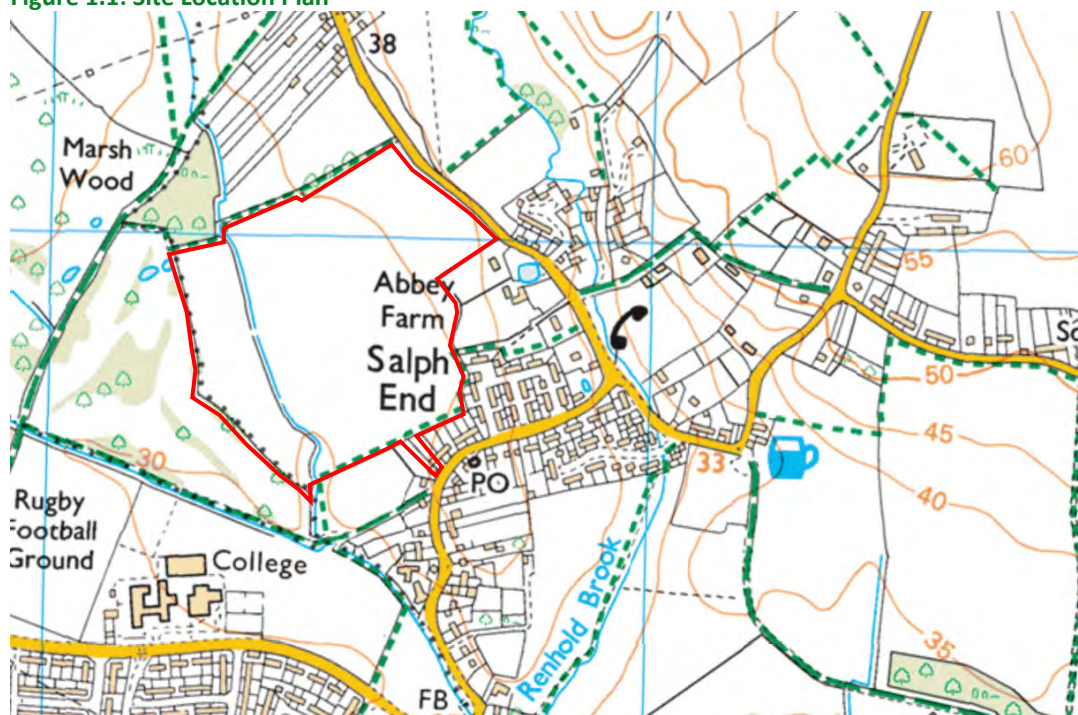 Figure 1.1: Site Location Plan
38
Marsh
Wood
60
Abbey
Farm
55
Salph
End
50
45
30
33
PO
40
Rugby
Football
Ground
College
Renhold Brook
35
FB